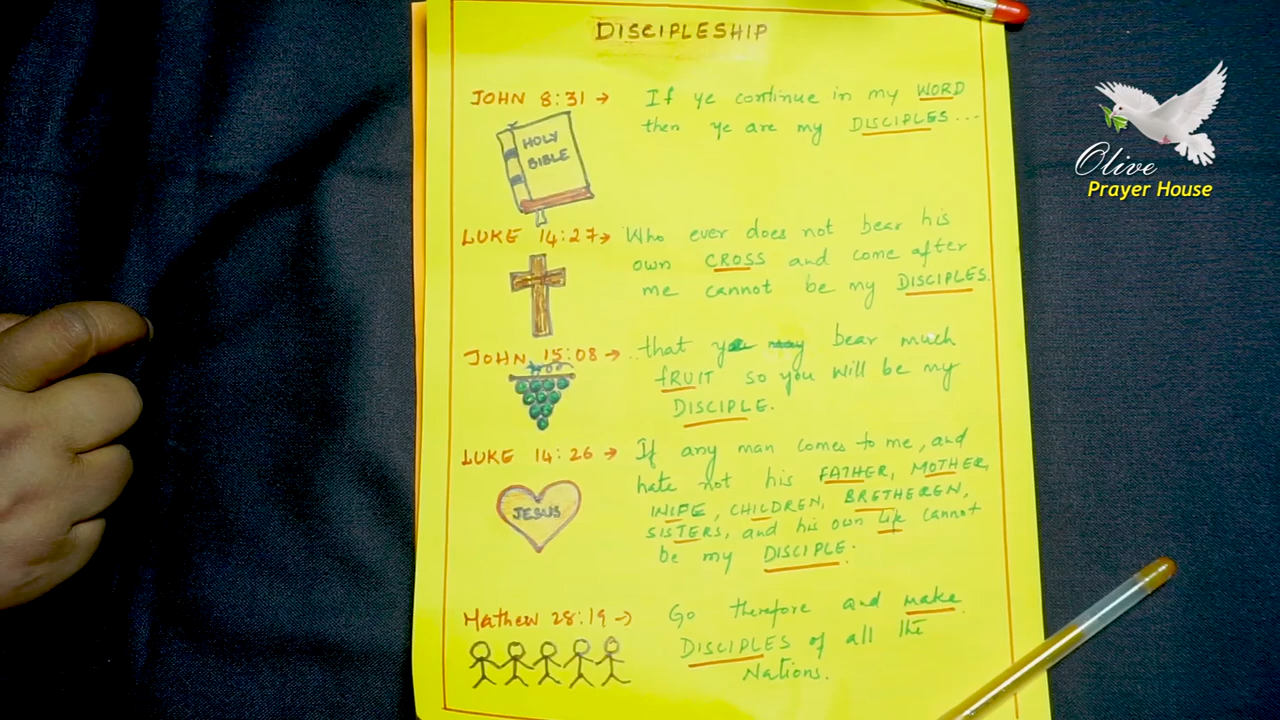 DISCIPLESHIP
JOHN 8:31 → If ye continue in my WORD
then ye are my DISCIPLES...
HOLY
BIBLE
LUKE 14:27→ Who ever does not bear his
own CROSS and come after
me cannot be my DISCIPLES.
JOHN 15:08 → ..that bear much
fRUIT so you will be my
DISCIPLE.
LUKE 14:26 → If any man comes to me, and
hate not his FATHER, MOTHER,
WIFE, CHILDREN, BRETHEREN,
SISTERS, and his own life cannot
be my DISCIPLE.
JESUS
Mathew 28:19 → Go therefore and make
DISCIPLES of all the
Nations.
Olive
Prayer House